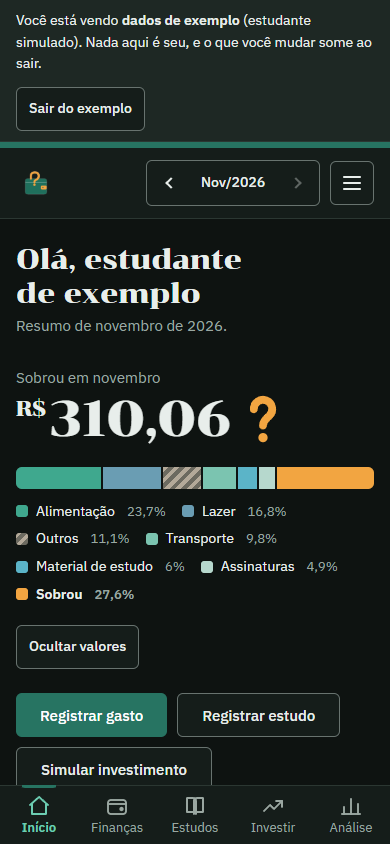 Você está vendo dados de exemplo (estudante
simulado). Nada aqui é seu, e o que você mudar some ao
sair.
Sair do exemplo
Nov/2026
Olá, estudante
de exemplo
Resumo de novembro de 2026.
Sobrou em novembro
R$ 310,06 ?
Alimentação 23,7% Lazer 16,8%
Outros 11,1% Transporte 9,8%
Material de estudo 6% Assinaturas 4,9%
Sobrou 27,6%
Ocultar valores
Registrar gasto Registrar estudo
Simular investimento
Início Finanças Estudos Investir Análise